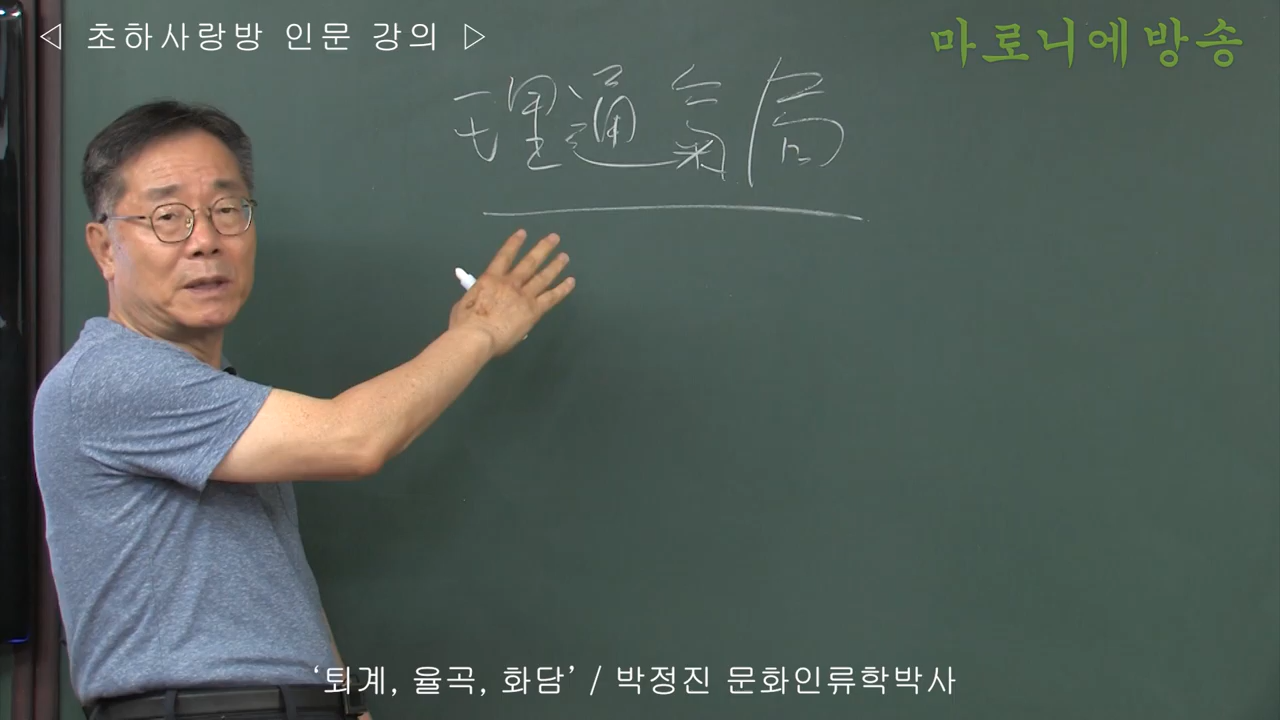 ◁ 초하사랑방 인문 강의 ▷
마로니에방송
理通氣局
‘퇴계, 율곡, 화담’ / 박정진 문화인류학박사